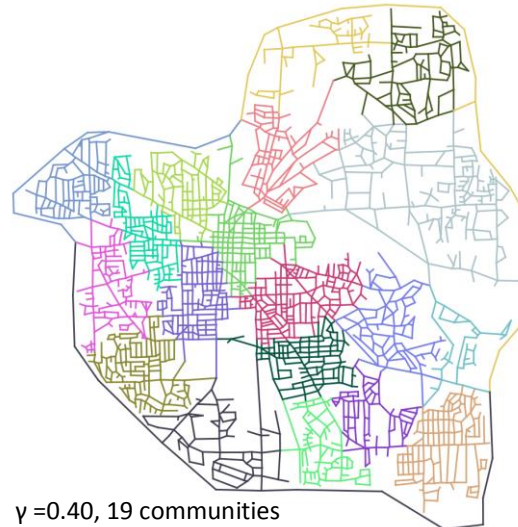 γ =0.40, 19 communities